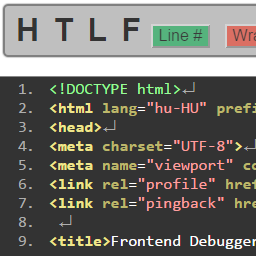 H T L F Line # Wra
1. <!DOCTYPE html>↵
2. <html lang="hu-HU" prefi
3. <head>↵
4. <meta charset="UTF-8">↵
5. <meta name="viewport" co
6. <link rel="profile" href
7. <link rel="pingback" hre
8. ↵
9. <title>Frontend Debugger